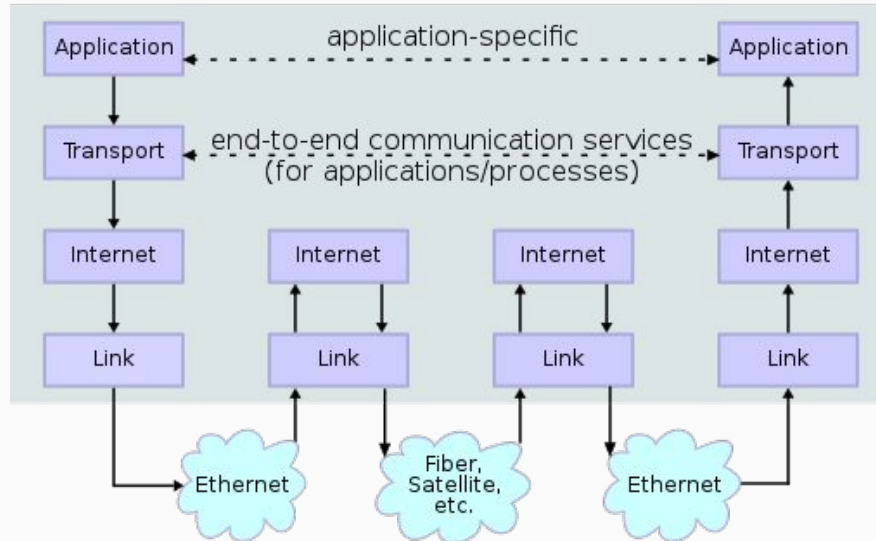 Application
application-specific
Application
Transport
end-to-end communication services
(for applications/processes)
Transport
Internet
Internet
Internet
Internet
Link
Link
Link
Link
Ethernet
Fiber,
Satellite,
etc.
Ethernet